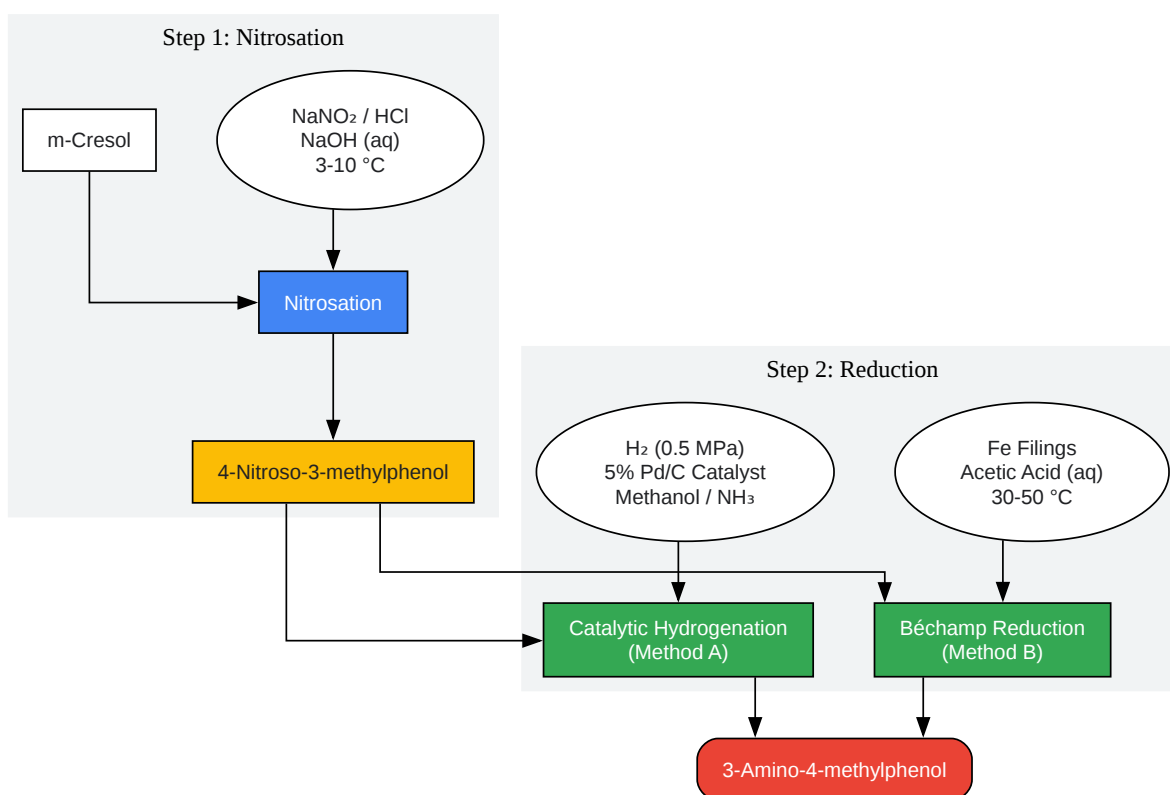 Step 1: Nitrosation
m-Cresol
NaNO₂ / HCl
NaOH (aq)
3-10 °C
Nitrosation
4-Nitroso-3-methylphenol
Step 2: Reduction
H₂ (0.5 MPa)
5% Pd/C Catalyst
Methanol / NH₃
Fe Filings
Acetic Acid (aq)
30-50 °C
Catalytic Hydrogenation
(Method A)
Béchamp Reduction
(Method B)
3-Amino-4-methylphenol